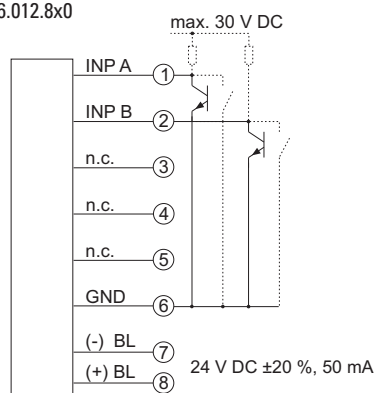 6.012.8x0
max. 30 V DC
INP A 1
INP B 2
n.c. 3
n.c. 4
n.c. 5
GND 6
(-) BL 7
24 V DC ±20 %, 50 mA
(+) BL 8